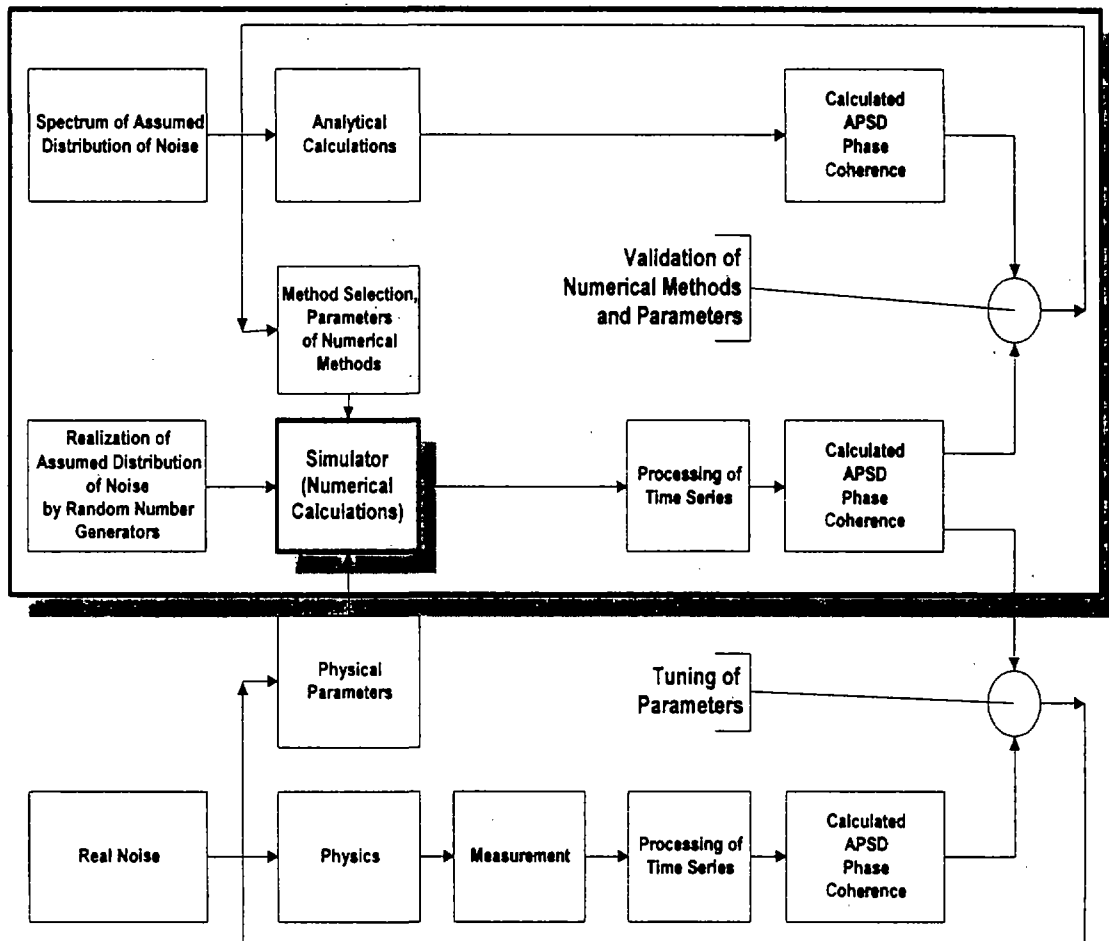 Spectrum of Assumed
Distribution of Noise
Analytical
Calculations
Calculated
APSD
Phase
Coherence
Validation of
Numerical Methods
and Parameters
Method Selection,
Parameters
of Numerical
Methods
Realization of
Assumed Distribution
of Noise
by Random Number
Generators
Simulator
(Numerical
Calculations)
Processing of
Time Series
Calculated
APSD
Phase
Coherence
Physical
Parameters
Tuning of
Parameters
Real Noise
Physics
Measurement
Processing of
Time Series
Calculated
APSD
Phase
Coherence